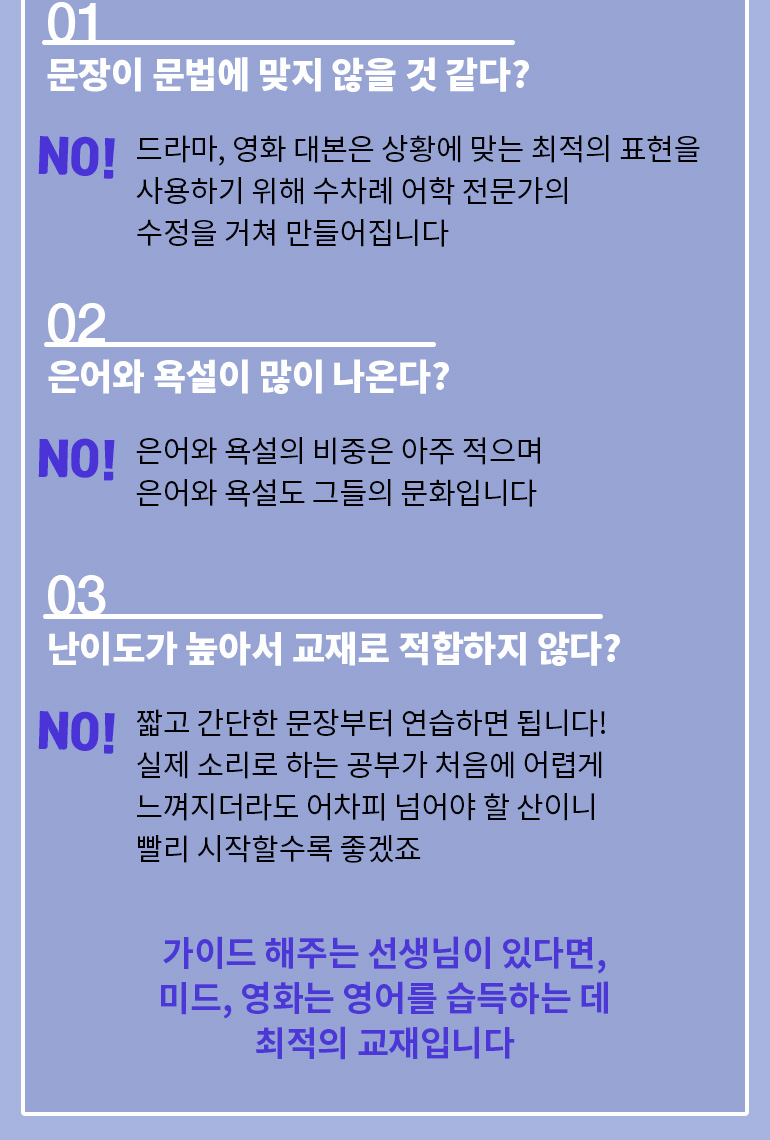 01
문장이 문법에 맞지 않을 것 같다?
NO! 드라마, 영화 대본은 상황에 맞는 최적의 표현을
사용하기 위해 수차례 어학 전문가의
수정을 거쳐 만들어집니다
02
은어와 욕설이 많이 나온다?
NO! 은어와 욕설의 비중은 아주 적으며
은어와 욕설도 그들의 문화입니다
03
난이도가 높아서 교재로 적합하지 않다?
NO! 짧고 간단한 문장부터 연습하면 됩니다!
실제 소리로 하는 공부가 처음에 어렵게
느껴지더라도 어차피 넘어야 할 산이니
빨리 시작할수록 좋겠죠
가이드 해주는 선생님이 있다면,
미드, 영화는 영어를 습득하는 데
최적의 교재입니다